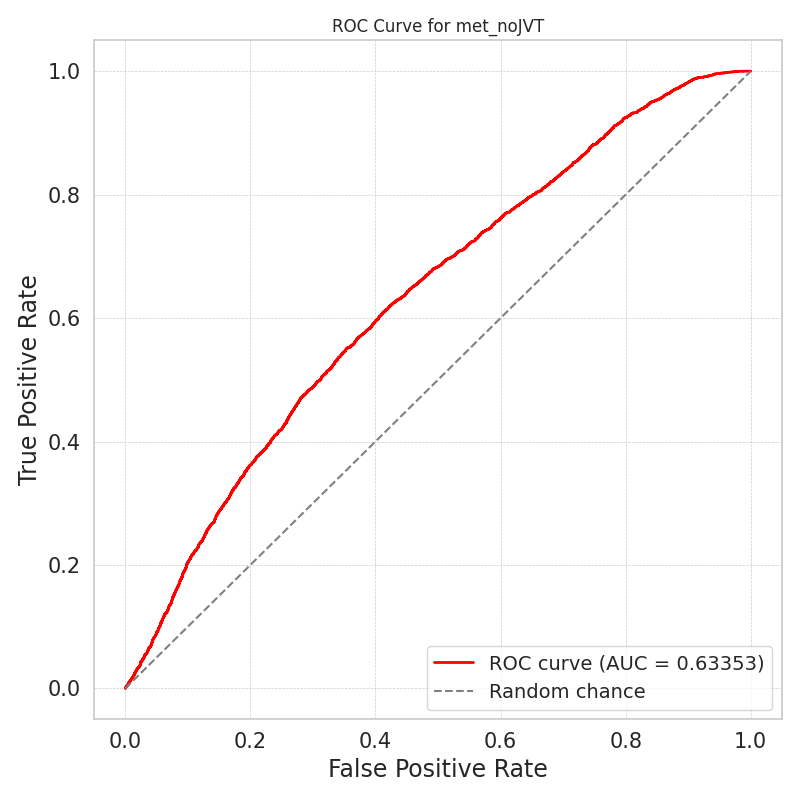 ROC Curve for met_noJVT
True Positive Rate
1.0
0.8
0.6
0.4
0.2
0.0
0.0 0.2 0.4 0.6 0.8 1.0
False Positive Rate
ROC curve (AUC = 0.63353)
Random chance